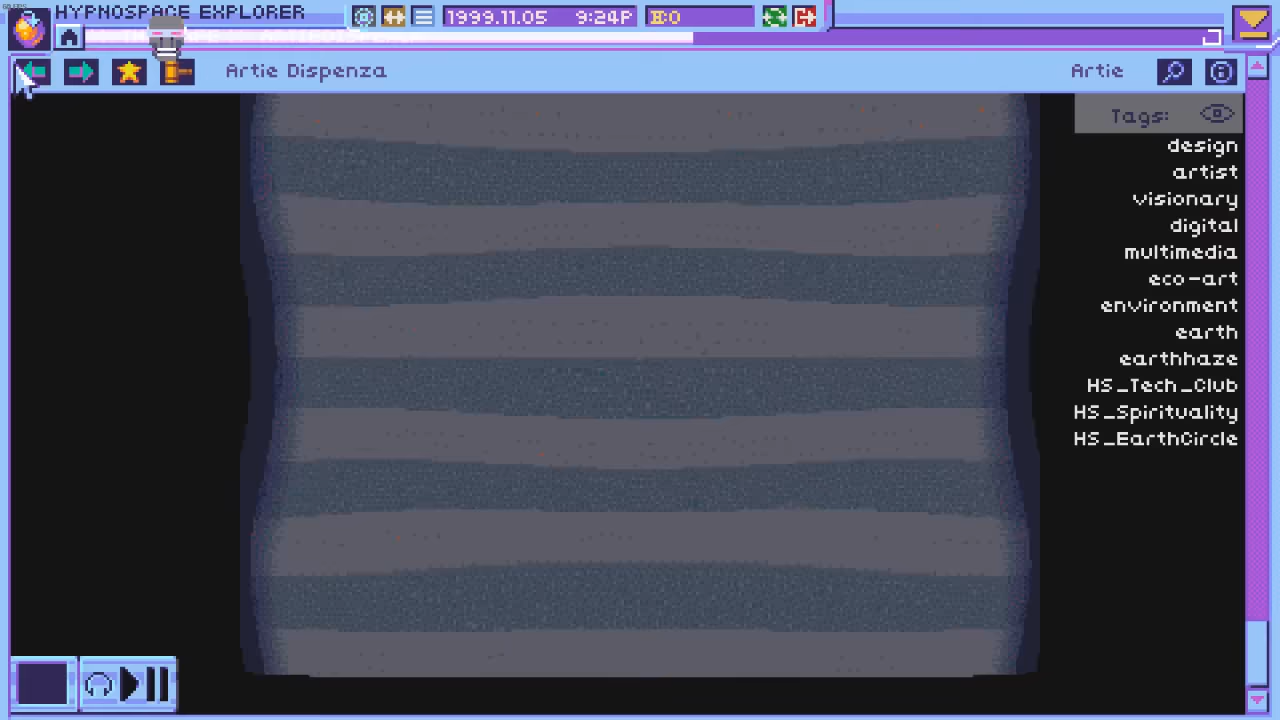 HYPNOSPACE EXPLORER
1999.11.05 9:24P
:0
Artie Dispenza
Artie
Tags:
design
artist
visionary
digital
multimedia
eco-art
environment
earth
earthhaze
HS_Tech_Club
HS_Spirituality
HS_EarthCircle